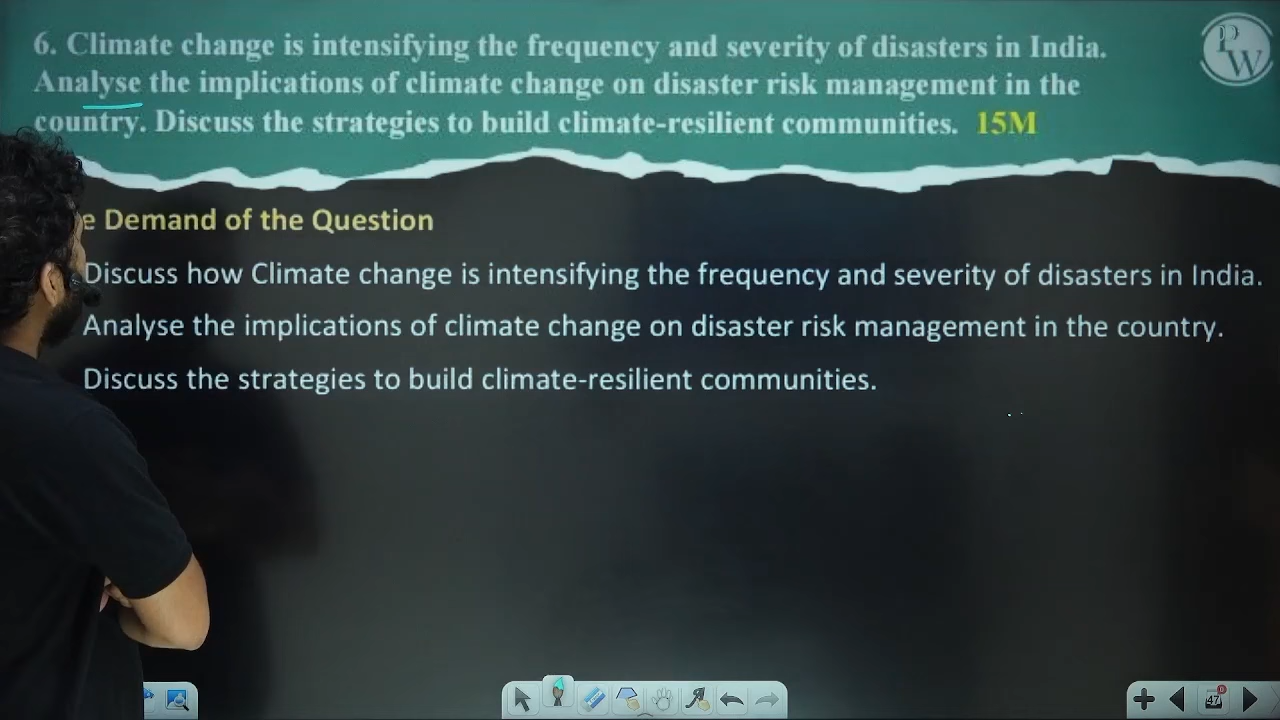 6. Climate change is intensifying the frequency and severity of disasters in India.
Analyse the implications of climate change on disaster risk management in the
country. Discuss the strategies to build climate-resilient communities. 15M
PW
e Demand of the Question
Discuss how Climate change is intensifying the frequency and severity of disasters in India.
Analyse the implications of climate change on disaster risk management in the country.
Discuss the strategies to build climate-resilient communities.
47